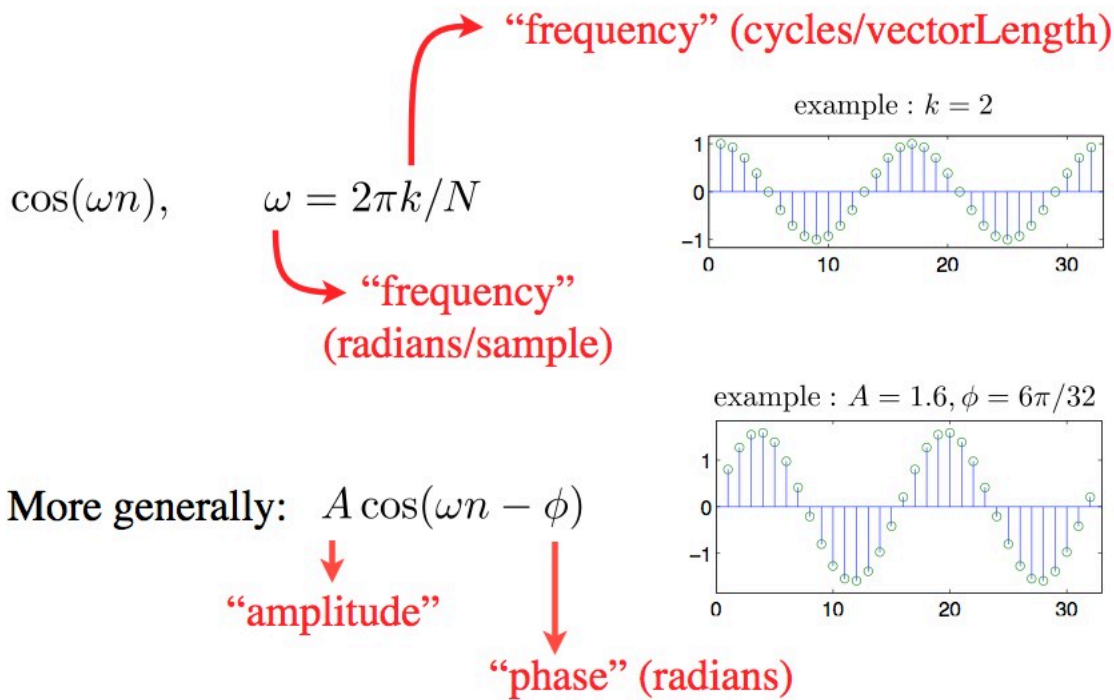 “frequency” (cycles/vectorLength)
example : k = 2
cos(ωn), ω = 2πk/N
1
0
−1
0 10 20 30
“frequency”
(radians/sample)
example : A = 1.6, ϕ = 6π/32
1
0
−1
0 10 20 30
More generally: A cos(ωn − ϕ)
“amplitude”
“phase” (radians)